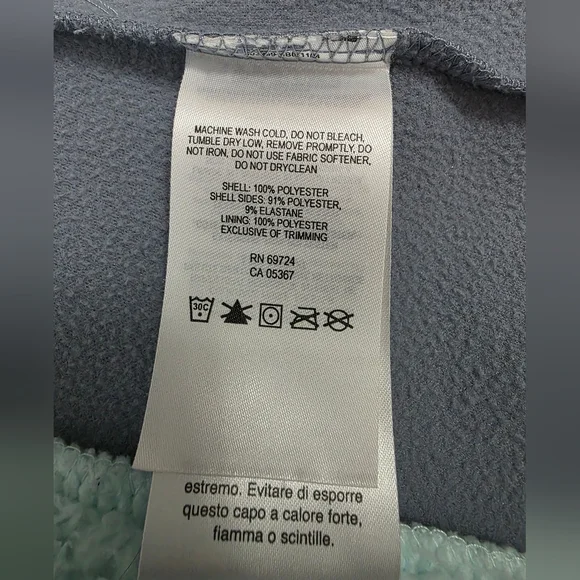 MACHINE WASH COLD, DO NOT BLEACH,
TUMBLE DRY LOW, REMOVE PROMPTLY, DO
NOT IRON, DO NOT USE FABRIC SOFTENER,
DO NOT DRYCLEAN
SHELL: 100% POLYESTER
SHELL SIDES: 91% POLYESTER,
9% ELASTANE
LINING: 100% POLYESTER
EXCLUSIVE OF TRIMMING
RN 69724
CA 05367
30C
estremo. Evitare di esporre
questo capo a calore forte,
fiamma o scintille.